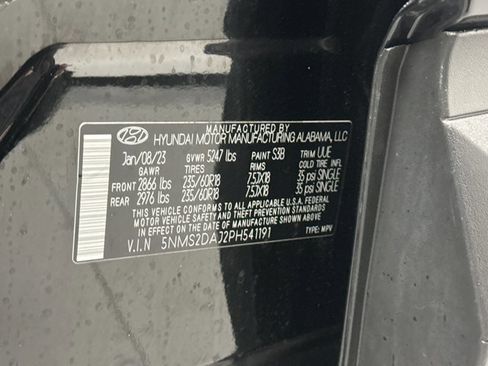 MANUFACTURED BY
HYUNDAI MOTOR MANUFACTURING ALABAMA, LLC
Jan/08/23 GVWR 5247 lbs PAINT S3B TRIM UUE
GAWR TIRES RIMS COLD TIRE INFL.
FRONT 2866 lbs 235/60R18 7.5JX18 35 psi SINGLE
REAR 2976 lbs 235/60R18 7.5JX18 35 psi SINGLE
THIS VEHICLE CONFORMS TO ALL APPLICABLE U.S.A. FEDERAL
MOTOR VEHICLE SAFETY AND THEFT PREVENTION STANDARDS
IN EFFECT ON THE DATE OF MANUFACTURE SHOWN ABOVE.
V.I.N 5NMS2DAJ2PH541191 TYPE: MPV